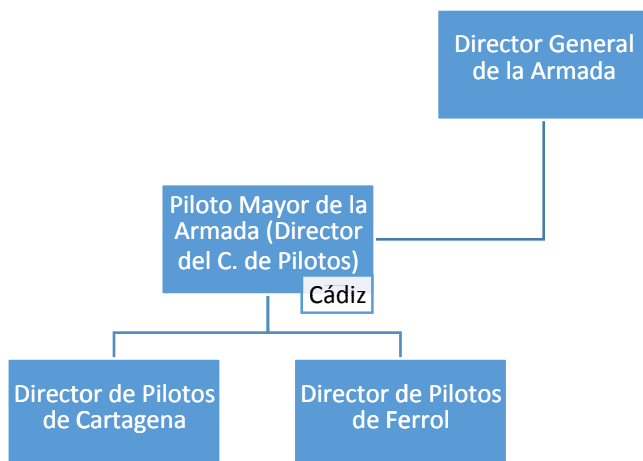 Director General
de la Armada
Piloto Mayor de la
Armada (Director
del C. de Pilotos)
Cádiz
Director de Pilotos
de Cartagena
Director de Pilotos
de Ferrol